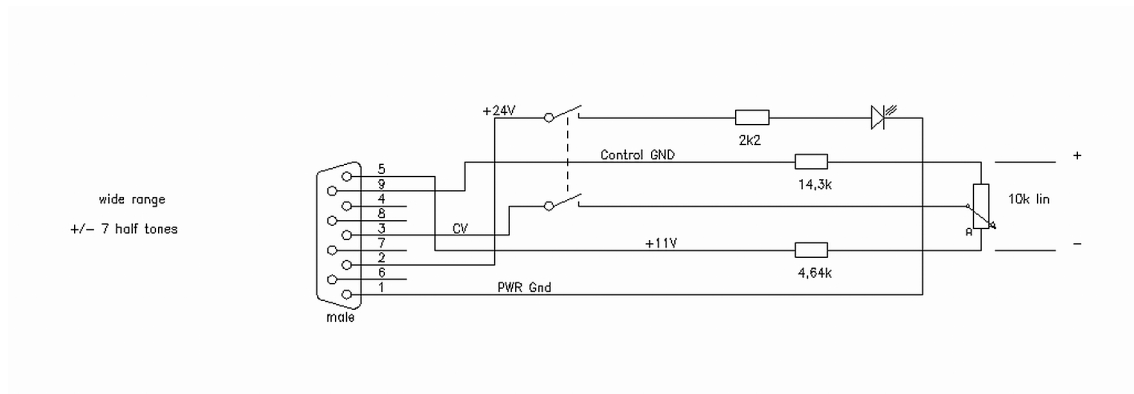 +24V
2k2
Control GND
+
5
9
14,3k
wide range
4
10k lin
8
+/- 7 half tones
3
CV
A
7
+11V
-
2
6
4,64k
1
PWR Gnd
male